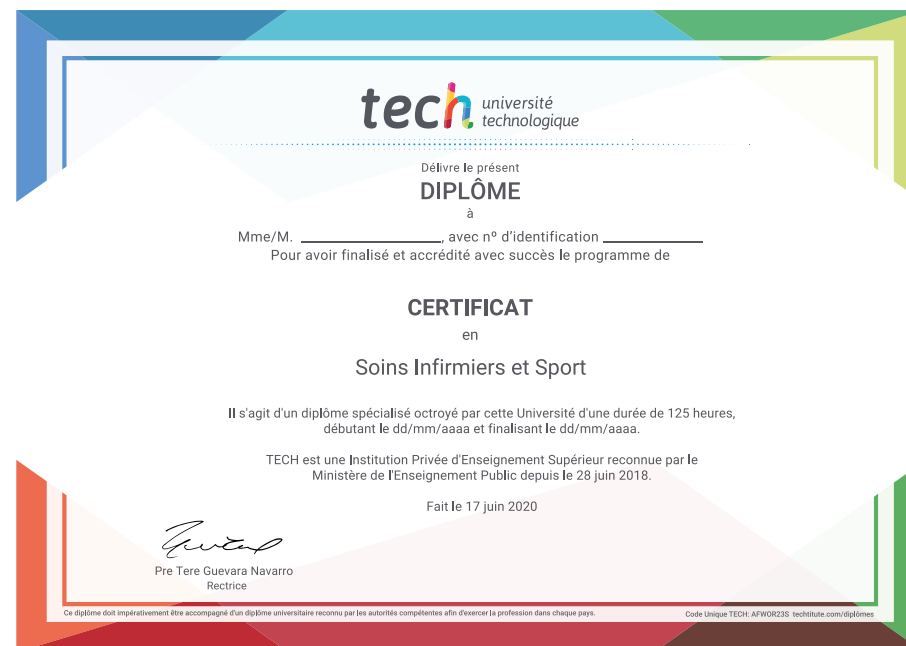 tech université
technologique
Délivre le présent
DIPLÔME
à
Mme/M. ____________________, avec nº d'identification ______________
Pour avoir finalisé et accrédité avec succès le programme de
CERTIFICAT
en
Soins Infirmiers et Sport
Il s'agit d'un diplôme spécialisé octroyé par cette Université d'une durée de 125 heures,
débutant le dd/mm/aaaa et finalisant le dd/mm/aaaa.
TECH est une Institution Privée d'Enseignement Supérieur reconnue par le
Ministère de l'Enseignement Public depuis le 28 juin 2018.
Fait le 17 juin 2020
Pre Tere Guevara Navarro
Rectrice
Ce diplôme doit impérativement être accompagné d'un diplôme universitaire reconnu par les autorités compétentes afin d'exercer la profession dans chaque pays.
Code Unique TECH: AFWOR23S techtitute.com/diplômes